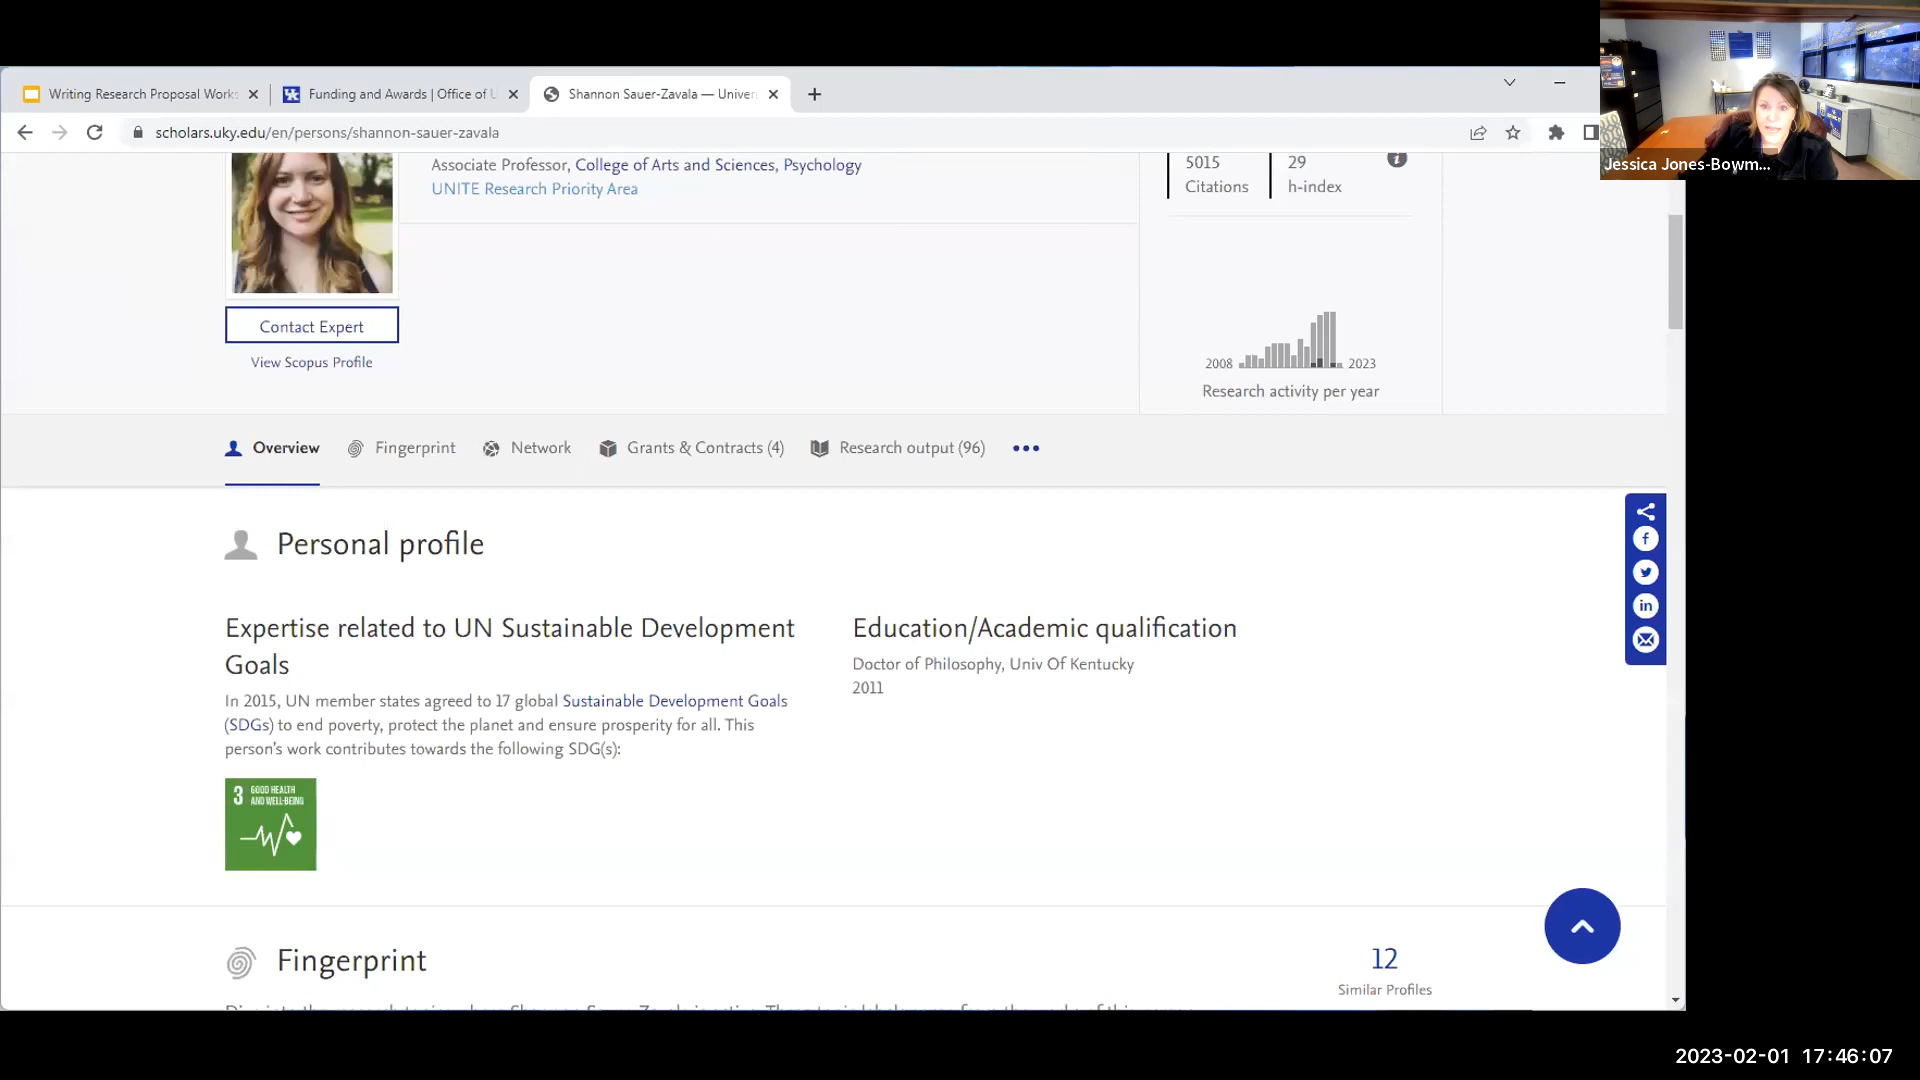 Writing Research Proposal Works
Funding and Awards | Office of U
Shannon Sauer-Zavala — Univer
scholars.uky.edu/en/persons/shannon-sauer-zavala
Jessica Jones-Bowm...
Associate Professor, College of Arts and Sciences, Psychology
UNITE Research Priority Area
5015
Citations
29
h-index
Contact Expert
View Scopus Profile
2008
2023
Research activity per year
Overview
Fingerprint
Network
Grants & Contracts (4)
Research output (96)
Personal profile
Expertise related to UN Sustainable Development
Goals
In 2015, UN member states agreed to 17 global Sustainable Development Goals
(SDGs) to end poverty, protect the planet and ensure prosperity for all. This
person's work contributes towards the following SDG(s):
3 GOOD HEALTH
AND WELL-BEING
Education/Academic qualification
Doctor of Philosophy, Univ Of Kentucky
2011
Fingerprint
12
Similar Profiles
2023-02-01 17:46:07